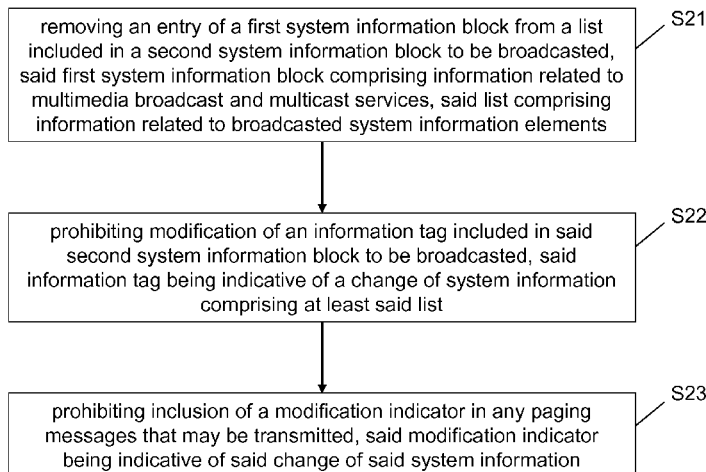 removing an entry of a first system information block from a list
included in a second system information block to be broadcasted,
said first system information block comprising information related to
multimedia broadcast and multicast services, said list comprising
information related to broadcasted system information elements
S21
prohibiting modification of an information tag included in said
second system information block to be broadcasted, said
information tag being indicative of a change of system information
comprising at least said list
S22
prohibiting inclusion of a modification indicator in any paging
messages that may be transmitted, said modification indicator
being indicative of said change of said system information
S23